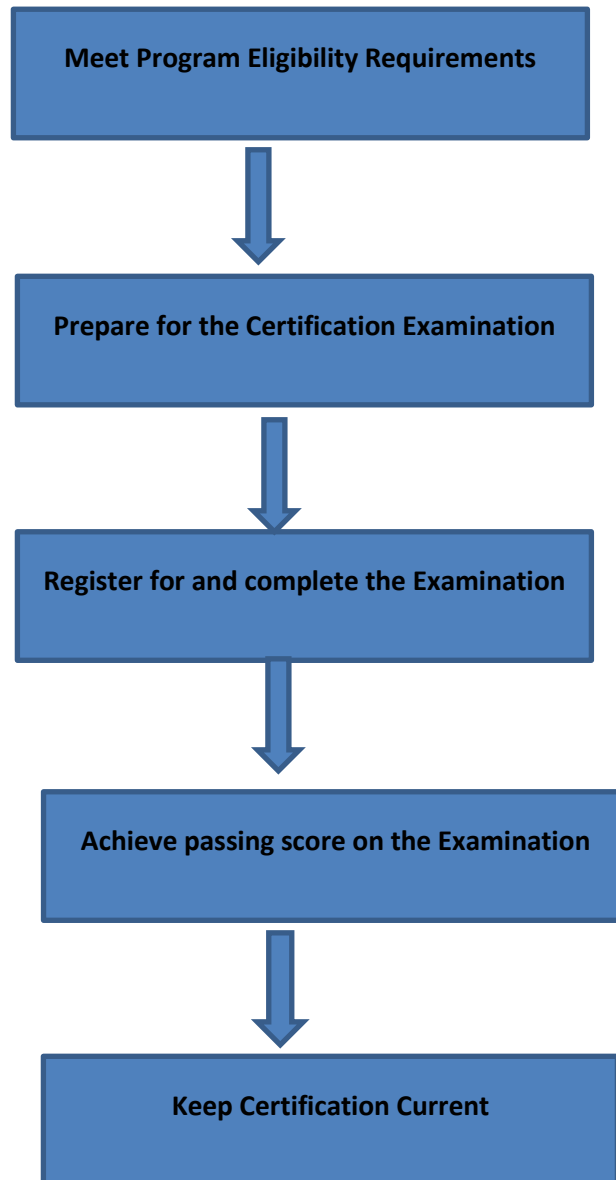 Meet Program Eligibility Requirements
Prepare for the Certification Examination
Register for and complete the Examination
Achieve passing score on the Examination
Keep Certification Current